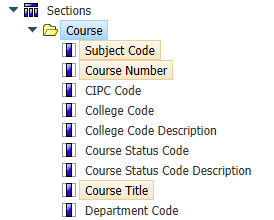 Sections
Course
Subject Code
Course Number
CIPC Code
College Code
College Code Description
Course Status Code
Course Status Code Description
Course Title
Department Code